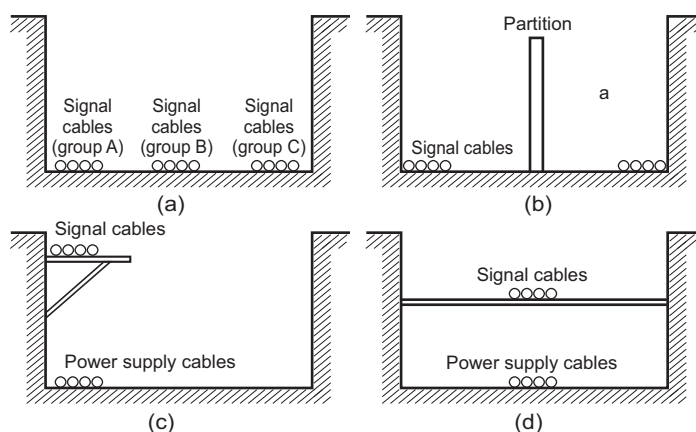 Signal
cables
(group A)
Signal
cables
(group B)
Signal
cables
(group C)
(a)
Partition
a
Signal cables
(b)
Signal cables
Power supply cables
(c)
Signal cables
Power supply cables
(d)